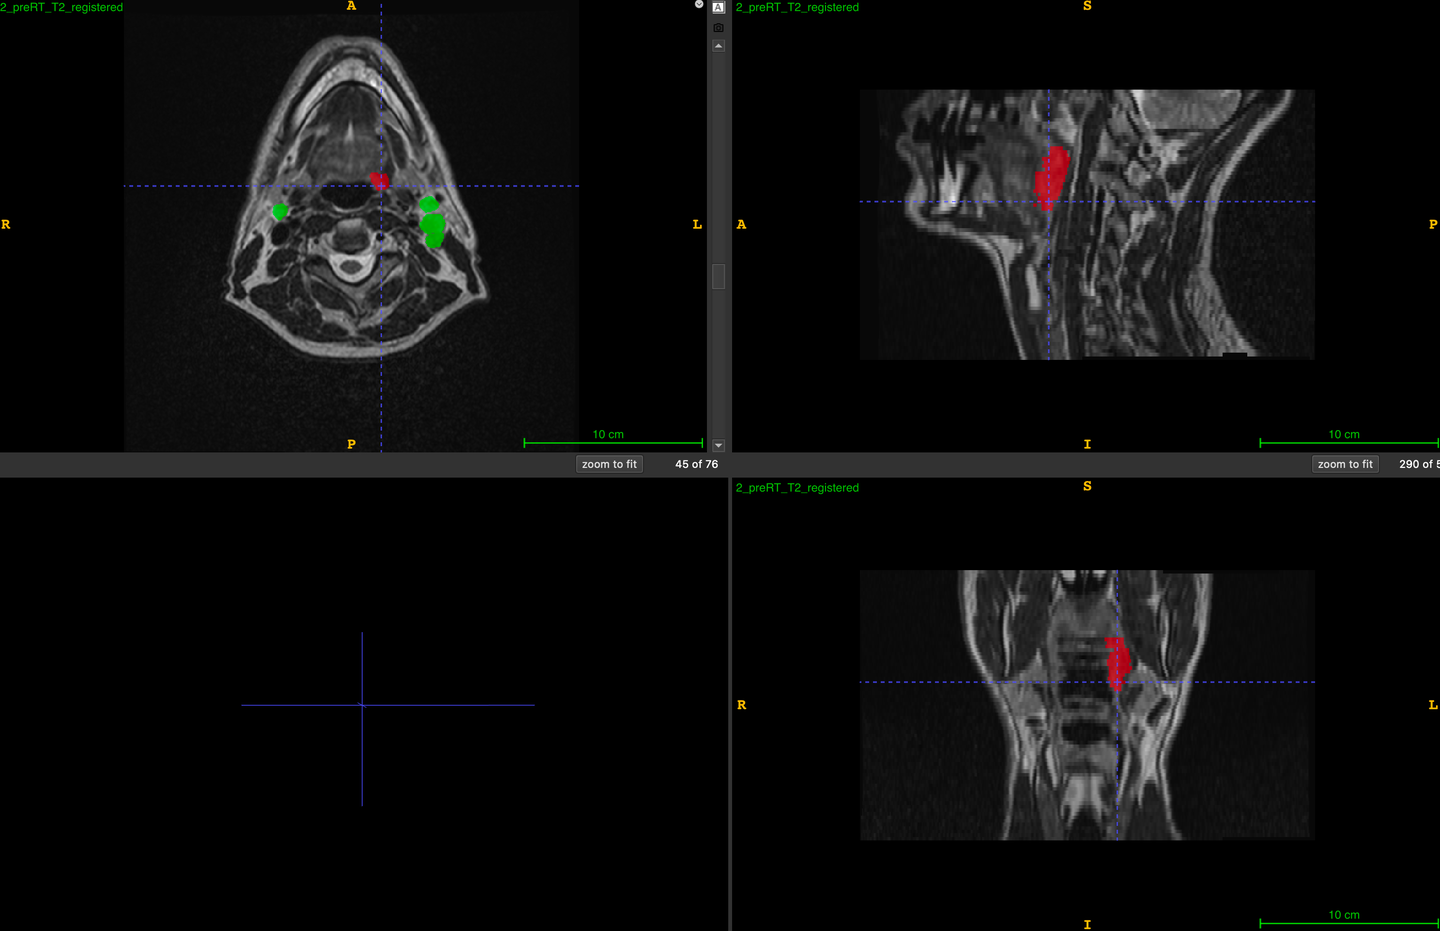 2_preRT_T2_registered
A
R
L
P
10 cm
zoom to fit
45 of 76
A
2_preRT_T2_registered
S
A
P
I
10 cm
zoom to fit
290 of 5
2_preRT_T2_registered
S
R
L
I
10 cm